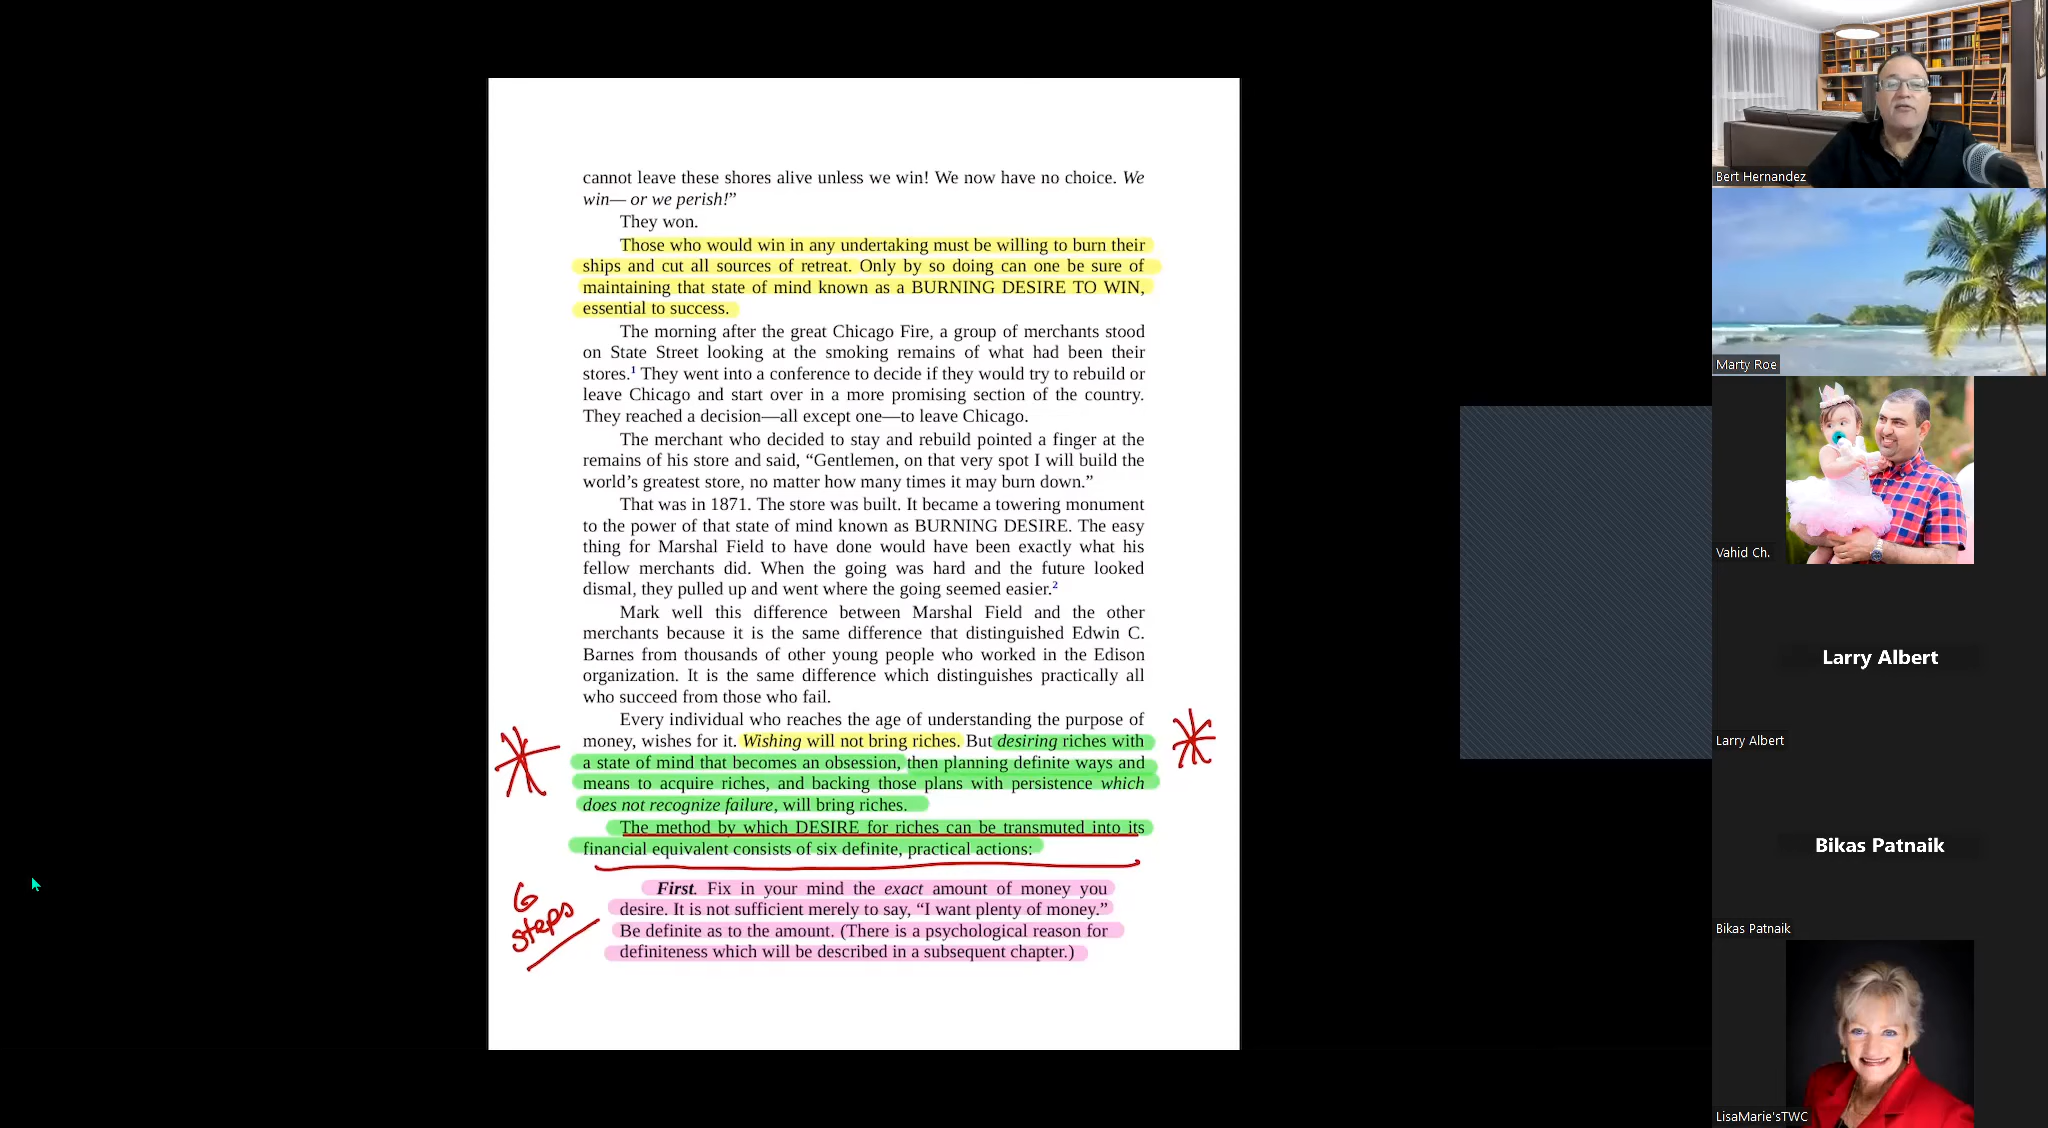 cannot leave these shores alive unless we win! We now have no choice. We
win— or we perish!”
They won.
Those who would win in any undertaking must be willing to burn their
ships and cut all sources of retreat. Only by so doing can one be sure of
maintaining that state of mind known as a BURNING DESIRE TO WIN,
essential to success.
The morning after the great Chicago Fire, a group of merchants stood
on State Street looking at the smoking remains of what had been their
stores.1 They went into a conference to decide if they would try to rebuild or
leave Chicago and start over in a more promising section of the country.
They reached a decision—all except one—to leave Chicago.
The merchant who decided to stay and rebuild pointed a finger at the
remains of his store and said, “Gentlemen, on that very spot I will build the
world’s greatest store, no matter how many times it may burn down.”
That was in 1871. The store was built. It became a towering monument
to the power of that state of mind known as BURNING DESIRE. The easy
thing for Marshal Field to have done would have been exactly what his
fellow merchants did. When the going was hard and the future looked
dismal, they pulled up and went where the going seemed easier.2
Mark well this difference between Marshal Field and the other
merchants because it is the same difference that distinguished Edwin C.
Barnes from thousands of other young people who worked in the Edison
organization. It is the same difference which distinguishes practically all
who succeed from those who fail.
Every individual who reaches the age of understanding the purpose of
money, wishes for it. Wishing will not bring riches. But desiring riches with
a state of mind that becomes an obsession, then planning definite ways and
means to acquire riches, and backing those plans with persistence which
does not recognize failure, will bring riches.
The method by which DESIRE for riches can be transmuted into its
financial equivalent consists of six definite, practical actions:
6
steps
First. Fix in your mind the exact amount of money you
desire. It is not sufficient merely to say, “I want plenty of money.”
Be definite as to the amount. (There is a psychological reason for
definiteness which will be described in a subsequent chapter.)
Bert Hernandez
Marty Roe
Vahid Ch.
Larry Albert
Larry Albert
Bikas Patnaik
Bikas Patnaik
LisaMarie'sTWC